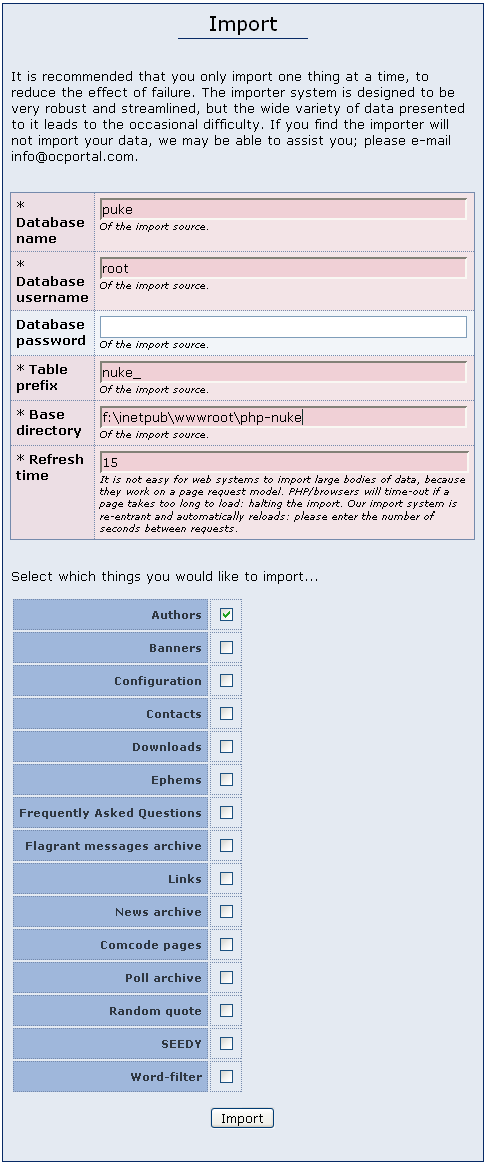 Import
It is recommended that you only import one thing at a time, to
reduce the effect of failure. The importer system is designed to be
very robust and streamlined, but the wide variety of data presented
to it leads to the occasional difficulty. If you find the importer will
not import your data, we may be able to assist you; please e-mail
info@ocportal.com.
*
Database
name
puke
Of the import source.
*
Database
username
root
Of the import source.
Database
password
Of the import source.
* Table
prefix
nuke_
Of the import source.
* Base
directory
f:\inetpub\wwwroot\php-nuke
Of the import source.
* Refresh
time
15
It is not easy for web systems to import large bodies of data, because
they work on a page request model. PHP/browsers will time-out if a
page takes too long to load: halting the import. Our import system is
re-entrant and automatically reloads: please enter the number of
seconds between requests.
Select which things you would like to import...
Authors
Banners
Configuration
Contacts
Downloads
Ephems
Frequently Asked Questions
Flagrant messages archive
Links
News archive
Comcode pages
Poll archive
Random quote
SEEDY
Word-filter
Import